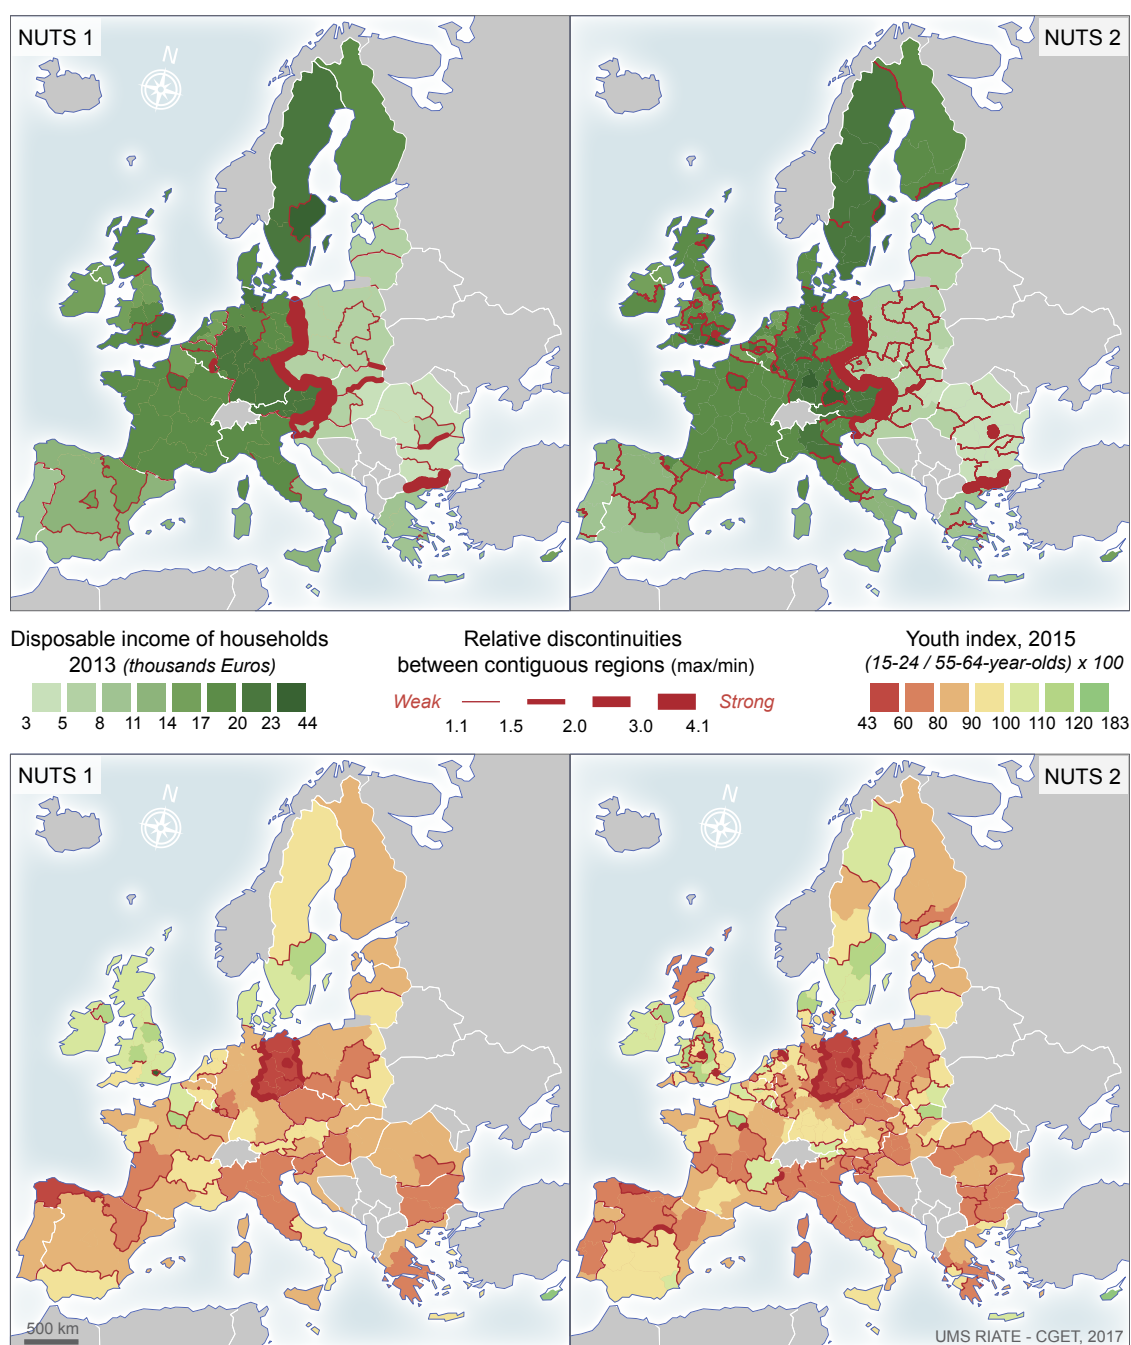 NUTS 1
N
NUTS 2
Disposable income of households
2013 (thousands Euros)
3 5 8 11 14 17 20 23 44
Relative discontinuities
between contiguous regions (max/min)
Weak
Strong
1.1 1.5 2.0 3.0 4.1
Youth index, 2015
(15-24 / 55-64-year-olds) x 100
43 60 80 90 100 110 120 183
NUTS 1
N
NUTS 2
N
500 km
UMS RIATE - CGET, 2017